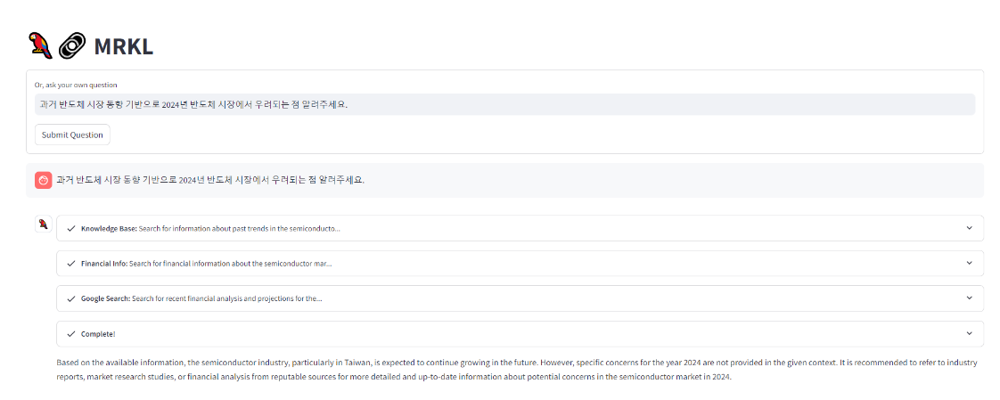 MRKL
Or, ask your own question
과거 반도체 시장 동향 기반으로 2024년 반도체 시장에서 우려되는 점 알려주세요.
Submit Question
과거 반도체 시장 동향 기반으로 2024년 반도체 시장에서 우려되는 점 알려주세요.
Knowledge Base: Search for information about past trends in the semiconducto...
Financial Info: Search for financial information about the semiconductor mar...
Google Search: Search for recent financial analysis and projections for the...
Complete!
Based on the available information, the semiconductor industry, particularly in Taiwan, is expected to continue growing in the future. However, specific concerns for the year 2024 are not provided in the given context. It is recommended to refer to industry
reports, market research studies, or financial analysis from reputable sources for more detailed and up-to-date information about potential concerns in the semiconductor market in 2024.